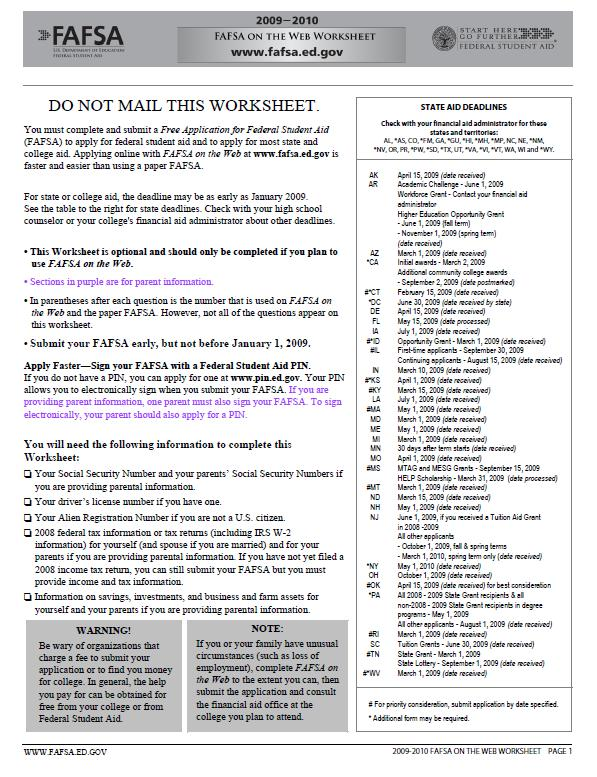 FAFSA
U.S. DEPARTMENT OF EDUCATION
FEDERAL STUDENT AID
2009–2010
FAFSA ON THE WEB WORKSHEET
www.fafsa.ed.gov
START HERE
GO FURTHER
FEDERAL STUDENT AID
DO NOT MAIL THIS WORKSHEET.
You must complete and submit a Free Application for Federal Student Aid
(FAFSA) to apply for federal student aid and to apply for most state and
college aid. Applying online with FAFSA on the Web at www.fafsa.ed.gov is
faster and easier than using a paper FAFSA.
For state or college aid, the deadline may be as early as January 2009.
See the table to the right for state deadlines. Check with your high school
counselor or your college's financial aid administrator about other deadlines.
• This Worksheet is optional and should only be completed if you plan to
use FAFSA on the Web.
• Sections in purple are for parent information.
• In parentheses after each question is the number that is used on FAFSA on
the Web and the paper FAFSA. However, not all of the questions appear on
this worksheet.
• Submit your FAFSA early, but not before January 1, 2009.
Apply Faster—Sign your FAFSA with a Federal Student Aid PIN.
If you do not have a PIN, you can apply for one at www.pin.ed.gov. Your PIN
allows you to electronically sign when you submit your FAFSA. If you are
providing parent information, one parent must also sign your FAFSA. To sign
electronically, your parent should also apply for a PIN.
You will need the following information to complete this
Worksheet:
❏ Your Social Security Number and your parents' Social Security Numbers if
you are providing parental information.
❏ Your driver's license number if you have one.
❏ Your Alien Registration Number if you are not a U.S. citizen.
❏ 2008 federal tax information or tax returns (including IRS W-2
information) for yourself (and spouse if you are married) and for your
parents if you are providing parental information. If you have not yet filed a
2008 income tax return, you can still submit your FAFSA but you must
provide income and tax information.
❏ Information on savings, investments, and business and farm assets for
yourself and your parents if you are providing parental information.
WARNING!
Be wary of organizations that
charge a fee to submit your
application or to find you money
for college. In general, the help
you pay for can be obtained for
free from your college or from
Federal Student Aid.
NOTE:
If you or your family have unusual
circumstances (such as loss of
employment), complete FAFSA on
the Web to the extent you can, then
submit the application and consult
the financial aid office at the
college you plan to attend.
STATE AID DEADLINES
Check with your financial aid administrator for these
states and territories:
AL, *AS, CO, *FM, GA, *GU, *HI, *MH, *MP, NC, NE, *NM,
*NV, OR, PR, *PW, *SD, *TX, UT, *VA, *VI, *VT, WA, WI and *WY.
AK April 15, 2009 (date received)
AR Academic Challenge - June 1, 2009
Workforce Grant - Contact your financial aid
administrator
Higher Education Opportunity Grant
- June 1, 2009 (fall term)
- November 1, 2009 (spring term)
(date received)
AZ March 1, 2009 (date received)
*CA Initial awards - March 2, 2009
Additional community college awards
- September 2, 2009 (date postmarked)
#*CT February 15, 2009 (date received)
*DC June 30, 2009 (date received by state)
DE April 15, 2009 (date received)
FL May 15, 2009 (date processed)
IA July 1, 2009 (date received)
#*ID Opportunity Grant - March 1, 2009 (date received)
#IL First-time applicants - September 30, 2009
Continuing applicants - August 15, 2009 (date received)
IN March 10, 2009 (date received)
#*KS April 1, 2009 (date received)
#KY March 15, 2009 (date received)
LA July 1, 2009 (date received)
#MA May 1, 2009 (date received)
MD March 1, 2009 (date received)
ME May 1, 2009 (date received)
MI March 1, 2009 (date received)
MN 30 days after term starts (date received)
MO April 1, 2009 (date received)
#MS MTAG and MESG Grants - September 15, 2009
HELP Scholarship - March 31, 2009 (date processed)
#MT March 1, 2009 (date received)
ND March 15, 2009 (date received)
NH May 1, 2009 (date received)
NJ June 1, 2009, if you received a Tuition Aid Grant
in 2008 -2009
All other applicants
- October 1, 2009, fall & spring terms
- March 1, 2010, spring term only (date received)
*NY May 1, 2010 (date received)
OH October 1, 2009 (date received)
#OK April 15, 2009 (date received) for best consideration
*PA All 2008 - 2009 State Grant recipients & all
non-2008 - 2009 State Grant recipients in degree
programs - May 1, 2009
All other applicants - August 1, 2009 (date received)
#RI March 1, 2009 (date received)
SC Tuition Grants - June 30, 2009 (date received)
#TN State Grant - March 1, 2009
State Lottery - September 1, 2009 (date received)
#*WV March 1, 2009 (date received)
# For priority consideration, submit application by date specified.
* Additional form may be required.
WWW.FAFSA.ED.GOV
2009-2010 FAFSA ON THE WEB WORKSHEET PAGE 1